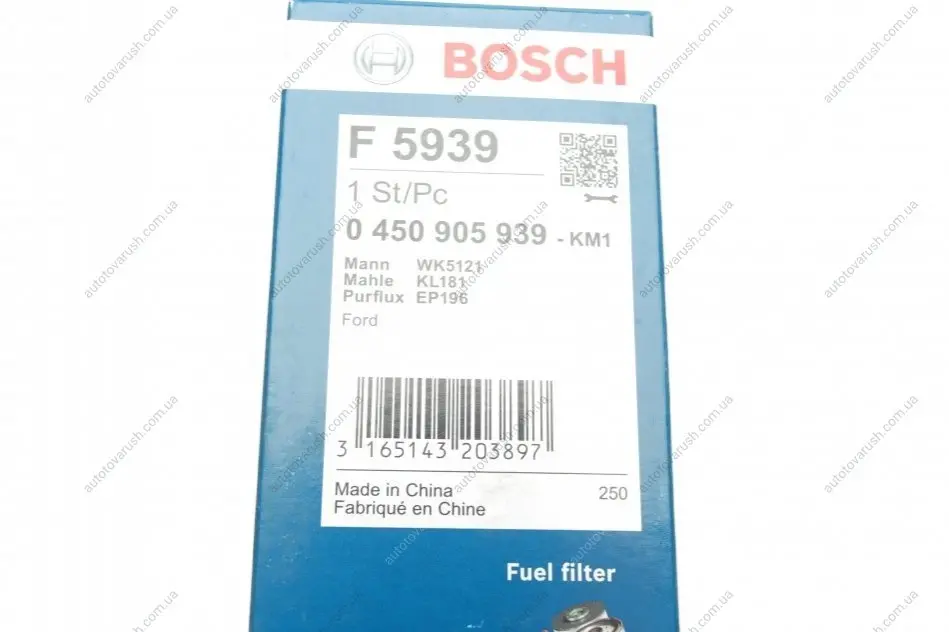 BOSCH
F 5939
1 St/Pc
0 450 905 939 - KM1
Mann WK5121
Mahle KL181
Purflux EP196
Ford
3 165143 203897
Made in China 250
Fabriqué en Chine
Fuel filter
autotovarush.com.ua